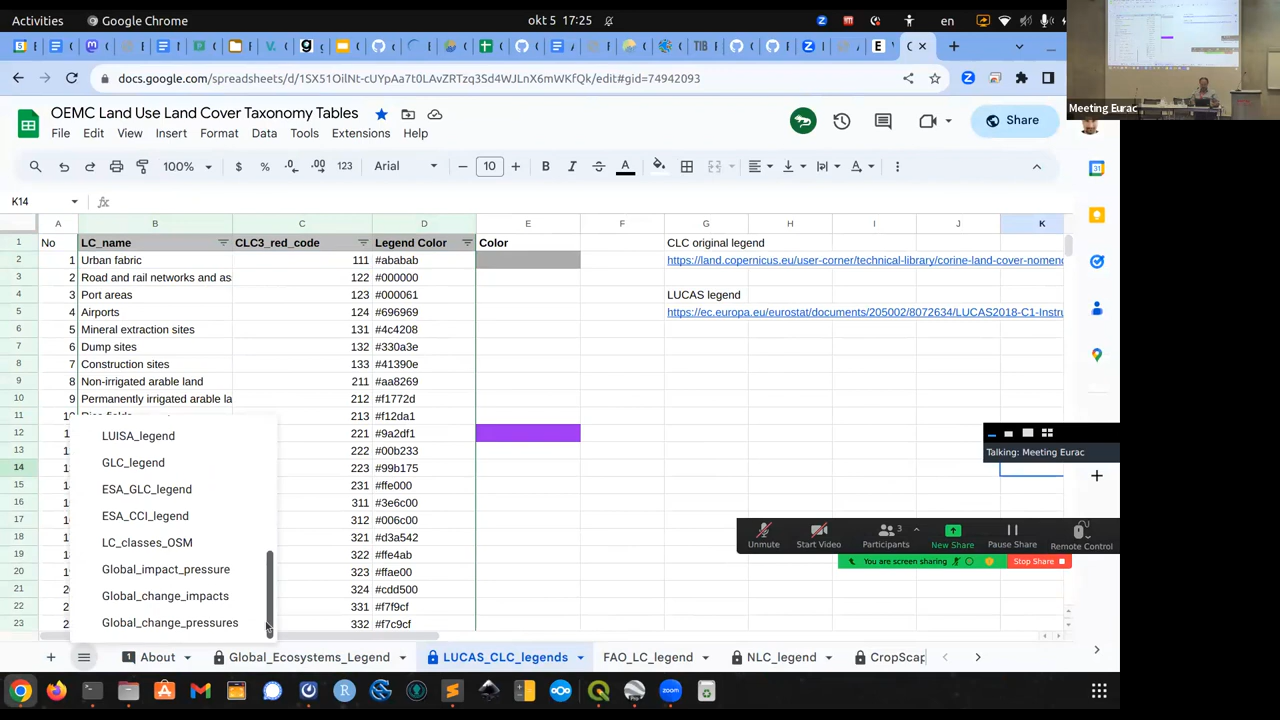 Activities
Google Chrome
okt 5 17:25
en
docs.google.com/spreadsheets/d/1SX51OilNt-cUYpAa7t0LAvZRTzq35d4WJLnX6mWKfQk/edit#gid=74942093
OEMC Land Use Land Cover Taxonomy Tables
File Edit View Insert Format Data Tools Extensions Help
Share
100% $ % .0 .00 123 Arial 10 B I A
K14
A B C D E F G H I J K
1 No LC_name CLC3_red_code Legend Color Color CLC original legend
2 1 Urban fabric 111 #ababab https://land.copernicus.eu/user-corner/technical-library/corine-land-cover-nomenc
3 2 Road and rail networks and as 122 #000000
4 3 Port areas 123 #000061 LUCAS legend
5 4 Airports 124 #696969 https://ec.europa.eu/eurostat/documents/205002/8072634/LUCAS2018-C1-Instru
6 5 Mineral extraction sites 131 #4c4208
7 6 Dump sites 132 #330a3e
8 7 Construction sites 133 #41390e
9 8 Non-irrigated arable land 211 #aa8269
10 9 Permanently irrigated arable la 212 #f1772d
11 10 Rice fields 213 #f12da1
12 221 #9a2df1
13 222 #00b233
14 223 #99b175
15 231 #ffe000
16 311 #3e6c00
17 312 #006c00
18 321 #d3a542
19 322 #ffe4ab
20 323 #ffae00
21 324 #cdd500
22 331 #f7f9cf
23 332 #f7c9cf
LUISA_legend
GLC_legend
ESA_GLC_legend
ESA_CCI_legend
LC_classes_OSM
Global_impact_pressure
Global_change_impacts
Global_change_pressures
1 About
Global_Ecosystems_Legend
LUCAS_CLC_legends
FAO_LC_legend
NLC_legend
CropScap
Meeting Eurac
Talking: Meeting Eurac
Unmute
Start Video
Participants 3
New Share
Pause Share
Remote Control
You are screen sharing
Stop Share
zoom